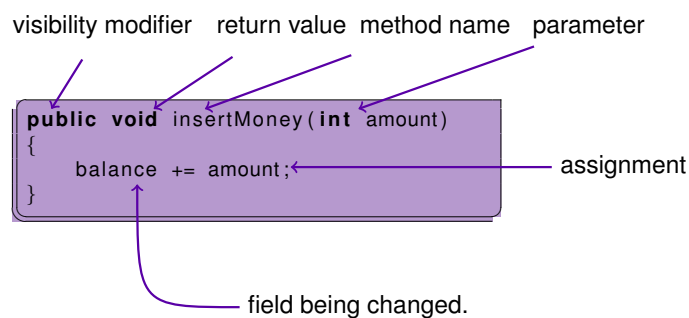 visibility modifier return value method name parameter
public void insertMoney(int amount)
{
balance += amount;
assignment
}
field being changed.